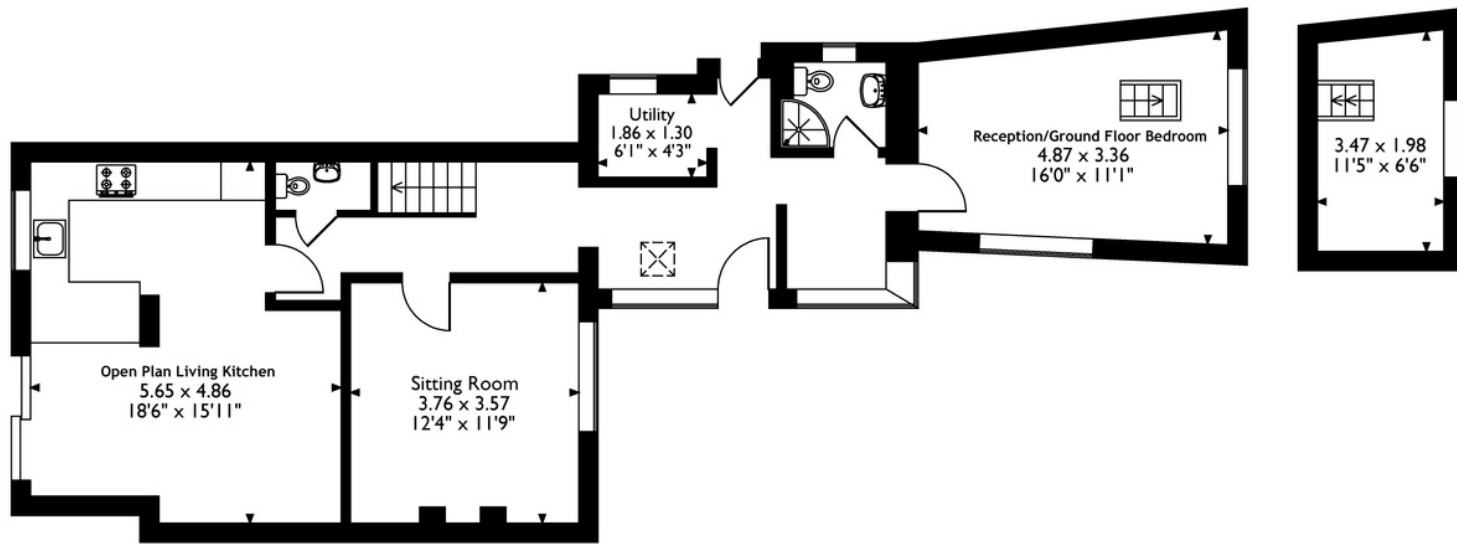 Utility
1.86 x 1.30
6'1" x 4'3"
Reception/Ground Floor Bedroom
4.87 x 3.36
16'0" x 11'1"
3.47 x 1.98
11'5" x 6'6"
Open Plan Living Kitchen
5.65 x 4.86
18'6" x 15'11"
Sitting Room
3.76 x 3.57
12'4" x 11'9"